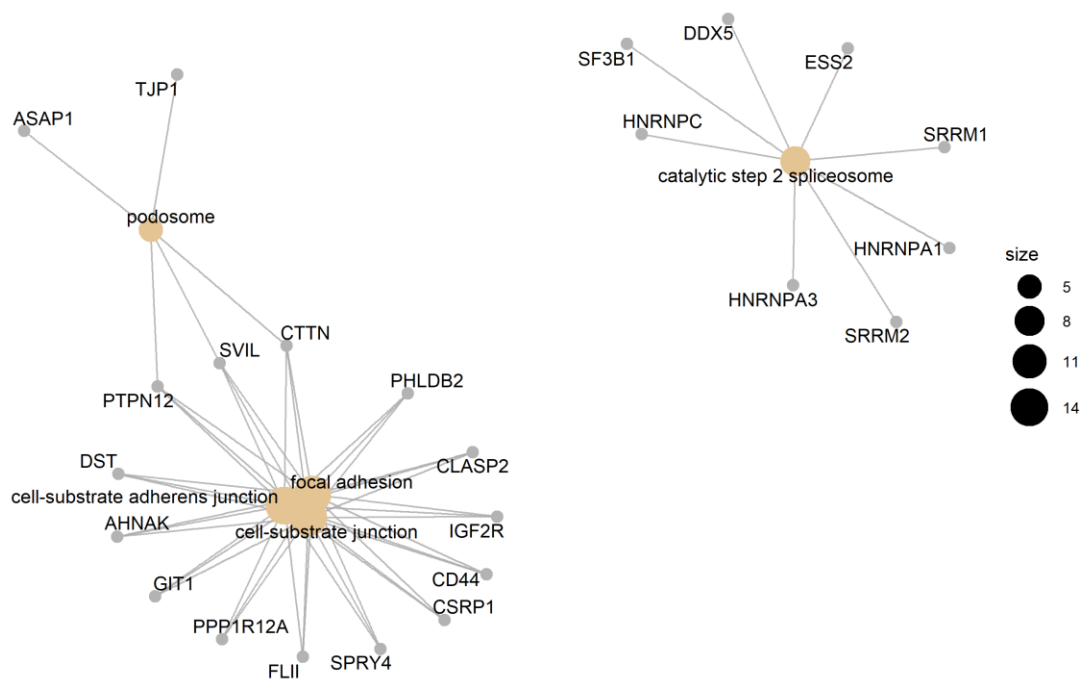 DDX5
SF3B1
ESS2
TJP1
ASAP1
HNRNPC
SRRM1
catalytic step 2 spliceosome
podosome
HNRNPA1
size
5
HNRNPA3
8
SRRM2
CTTN
SVIL
11
PHLDB2
PTPN12
14
DST
CLASP2
focal adhesion
cell-substrate adherens junction
AHNAK
cell-substrate junction
IGF2R
GIT1
CD44
CSRP1
PPP1R12A
SPRY4
FLII